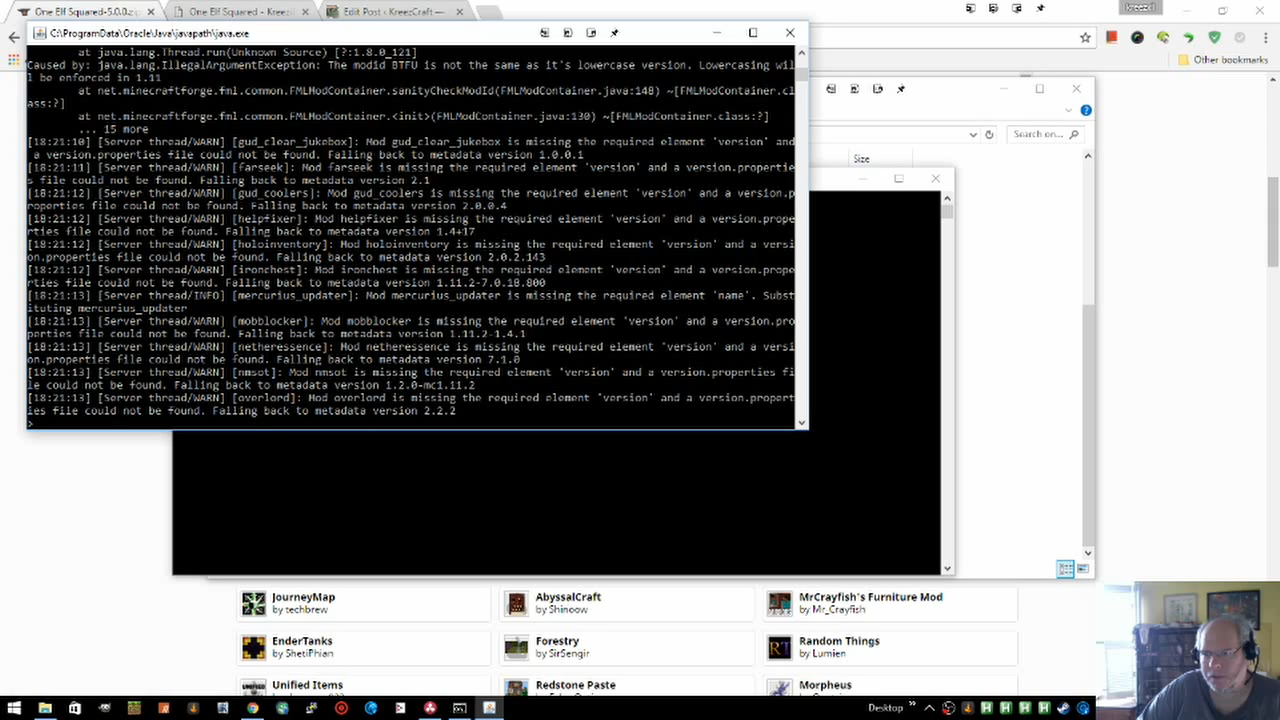 One Elf Squared-5.0.0.zip
One Elf Squared - Kreez
Edit Post ‹ KreezCraft —
kreezcl
Other bookmarks
C:\ProgramData\Oracle\Java\javapath\java.exe
at java.lang.Thread.run(Unknown Source) [?:1.8.0_121]
Caused by: java.lang.IllegalArgumentException: The modid BTFU is not the same as it's lowercase version. Lowercasing wil
l be enforced in 1.11
at net.minecraftforge.fml.common.FMLModContainer.sanityCheckModId(FMLModContainer.java:148) ~[FMLModContainer.cl
ass:?]
at net.minecraftforge.fml.common.FMLModContainer.<init>(FMLModContainer.java:130) ~[FMLModContainer.class:?]
... 15 more
[18:21:10] [Server thread/WARN] [gud_clear_jukebox]: Mod gud_clear_jukebox is missing the required element 'version' and
a version.properties file could not be found. Falling back to metadata version 1.0.0.1
[18:21:11] [Server thread/WARN] [farseek]: Mod farseek is missing the required element 'version' and a version.propertie
s file could not be found. Falling back to metadata version 2.1
[18:21:12] [Server thread/WARN] [gud_coolers]: Mod gud_coolers is missing the required element 'version' and a version.p
roperties file could not be found. Falling back to metadata version 2.0.0.4
[18:21:12] [Server thread/WARN] [helpfixer]: Mod helpfixer is missing the required element 'version' and a version.prope
rties file could not be found. Falling back to metadata version 1.4+17
[18:21:12] [Server thread/WARN] [holoinventory]: Mod holoinventory is missing the required element 'version' and a versi
on.properties file could not be found. Falling back to metadata version 2.0.2.143
[18:21:12] [Server thread/WARN] [ironchest]: Mod ironchest is missing the required element 'version' and a version.prope
rties file could not be found. Falling back to metadata version 1.11.2-7.0.18.800
[18:21:13] [Server thread/INFO] [mercurius_updater]: Mod mercurius_updater is missing the required element 'name'. Subst
ituting mercurius_updater
[18:21:13] [Server thread/WARN] [mobblocker]: Mod mobblocker is missing the required element 'version' and a version.pro
perties file could not be found. Falling back to metadata version 1.11.2-1.4.1
[18:21:13] [Server thread/WARN] [netheressence]: Mod netheressence is missing the required element 'version' and a versi
on.properties file could not be found. Falling back to metadata version 7.1.0
[18:21:13] [Server thread/WARN] [nmsot]: Mod nmsot is missing the required element 'version' and a version.properties fi
le could not be found. Falling back to metadata version 1.2.0-mc1.11.2
[18:21:13] [Server thread/WARN] [overlord]: Mod overlord is missing the required element 'version' and a version.propert
ies file could not be found. Falling back to metadata version 2.2.2
>
Search on...
Size
JourneyMap
by techbrew
AbyssalCraft
by Shinoow
MrCrayfish's Furniture Mod
by Mr_Crayfish
EnderTanks
by ShetiPhian
Forestry
by SirSengir
Random Things
by Lumien
Unified Items
Redstone Paste
Morpheus
Desktop